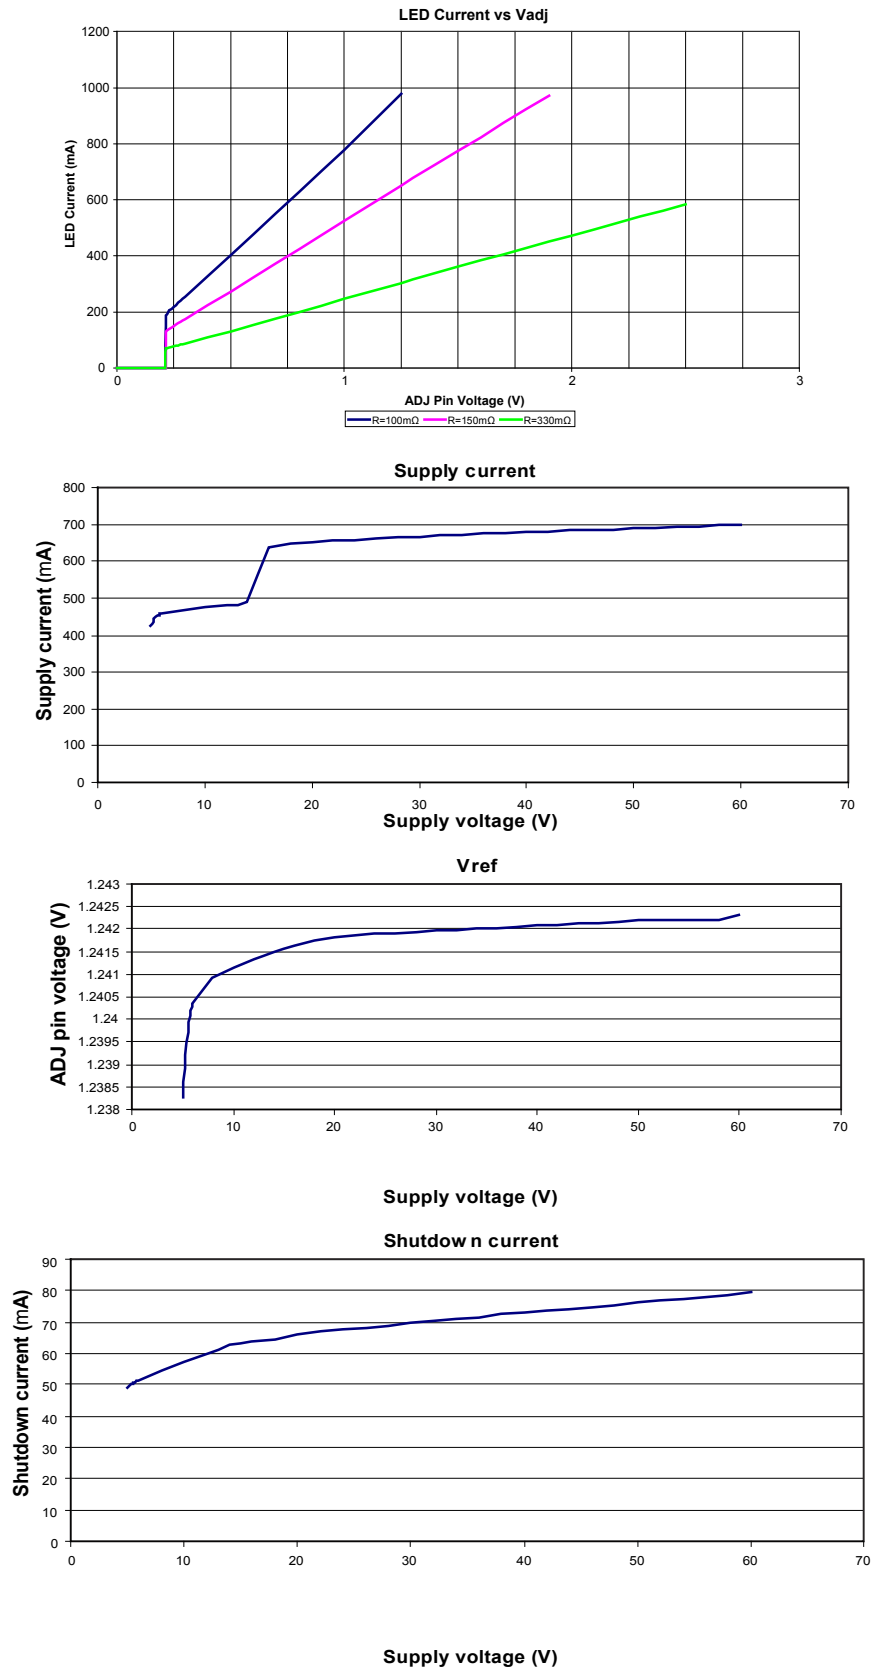 LED Current vs Vadj
1200
1000
800
600
400
200
0
LED Current (mA)
0 1 2 3
ADJ Pin Voltage (V)
R=100mΩ R=150mΩ R=330mΩ
Supply current
800
700
600
500
400
300
200
100
0
Supply current (mA)
0 10 20 30 40 50 60 70
Supply voltage (V)
Vref
1.243
1.2425
1.242
1.2415
1.241
1.2405
1.24
1.2395
1.239
1.2385
1.238
ADJ pin voltage (V)
0 10 20 30 40 50 60 70
Supply voltage (V)
Shutdown current
90
80
70
60
50
40
30
20
10
0
Shutdown current (mA)
0 10 20 30 40 50 60 70
Supply voltage (V)